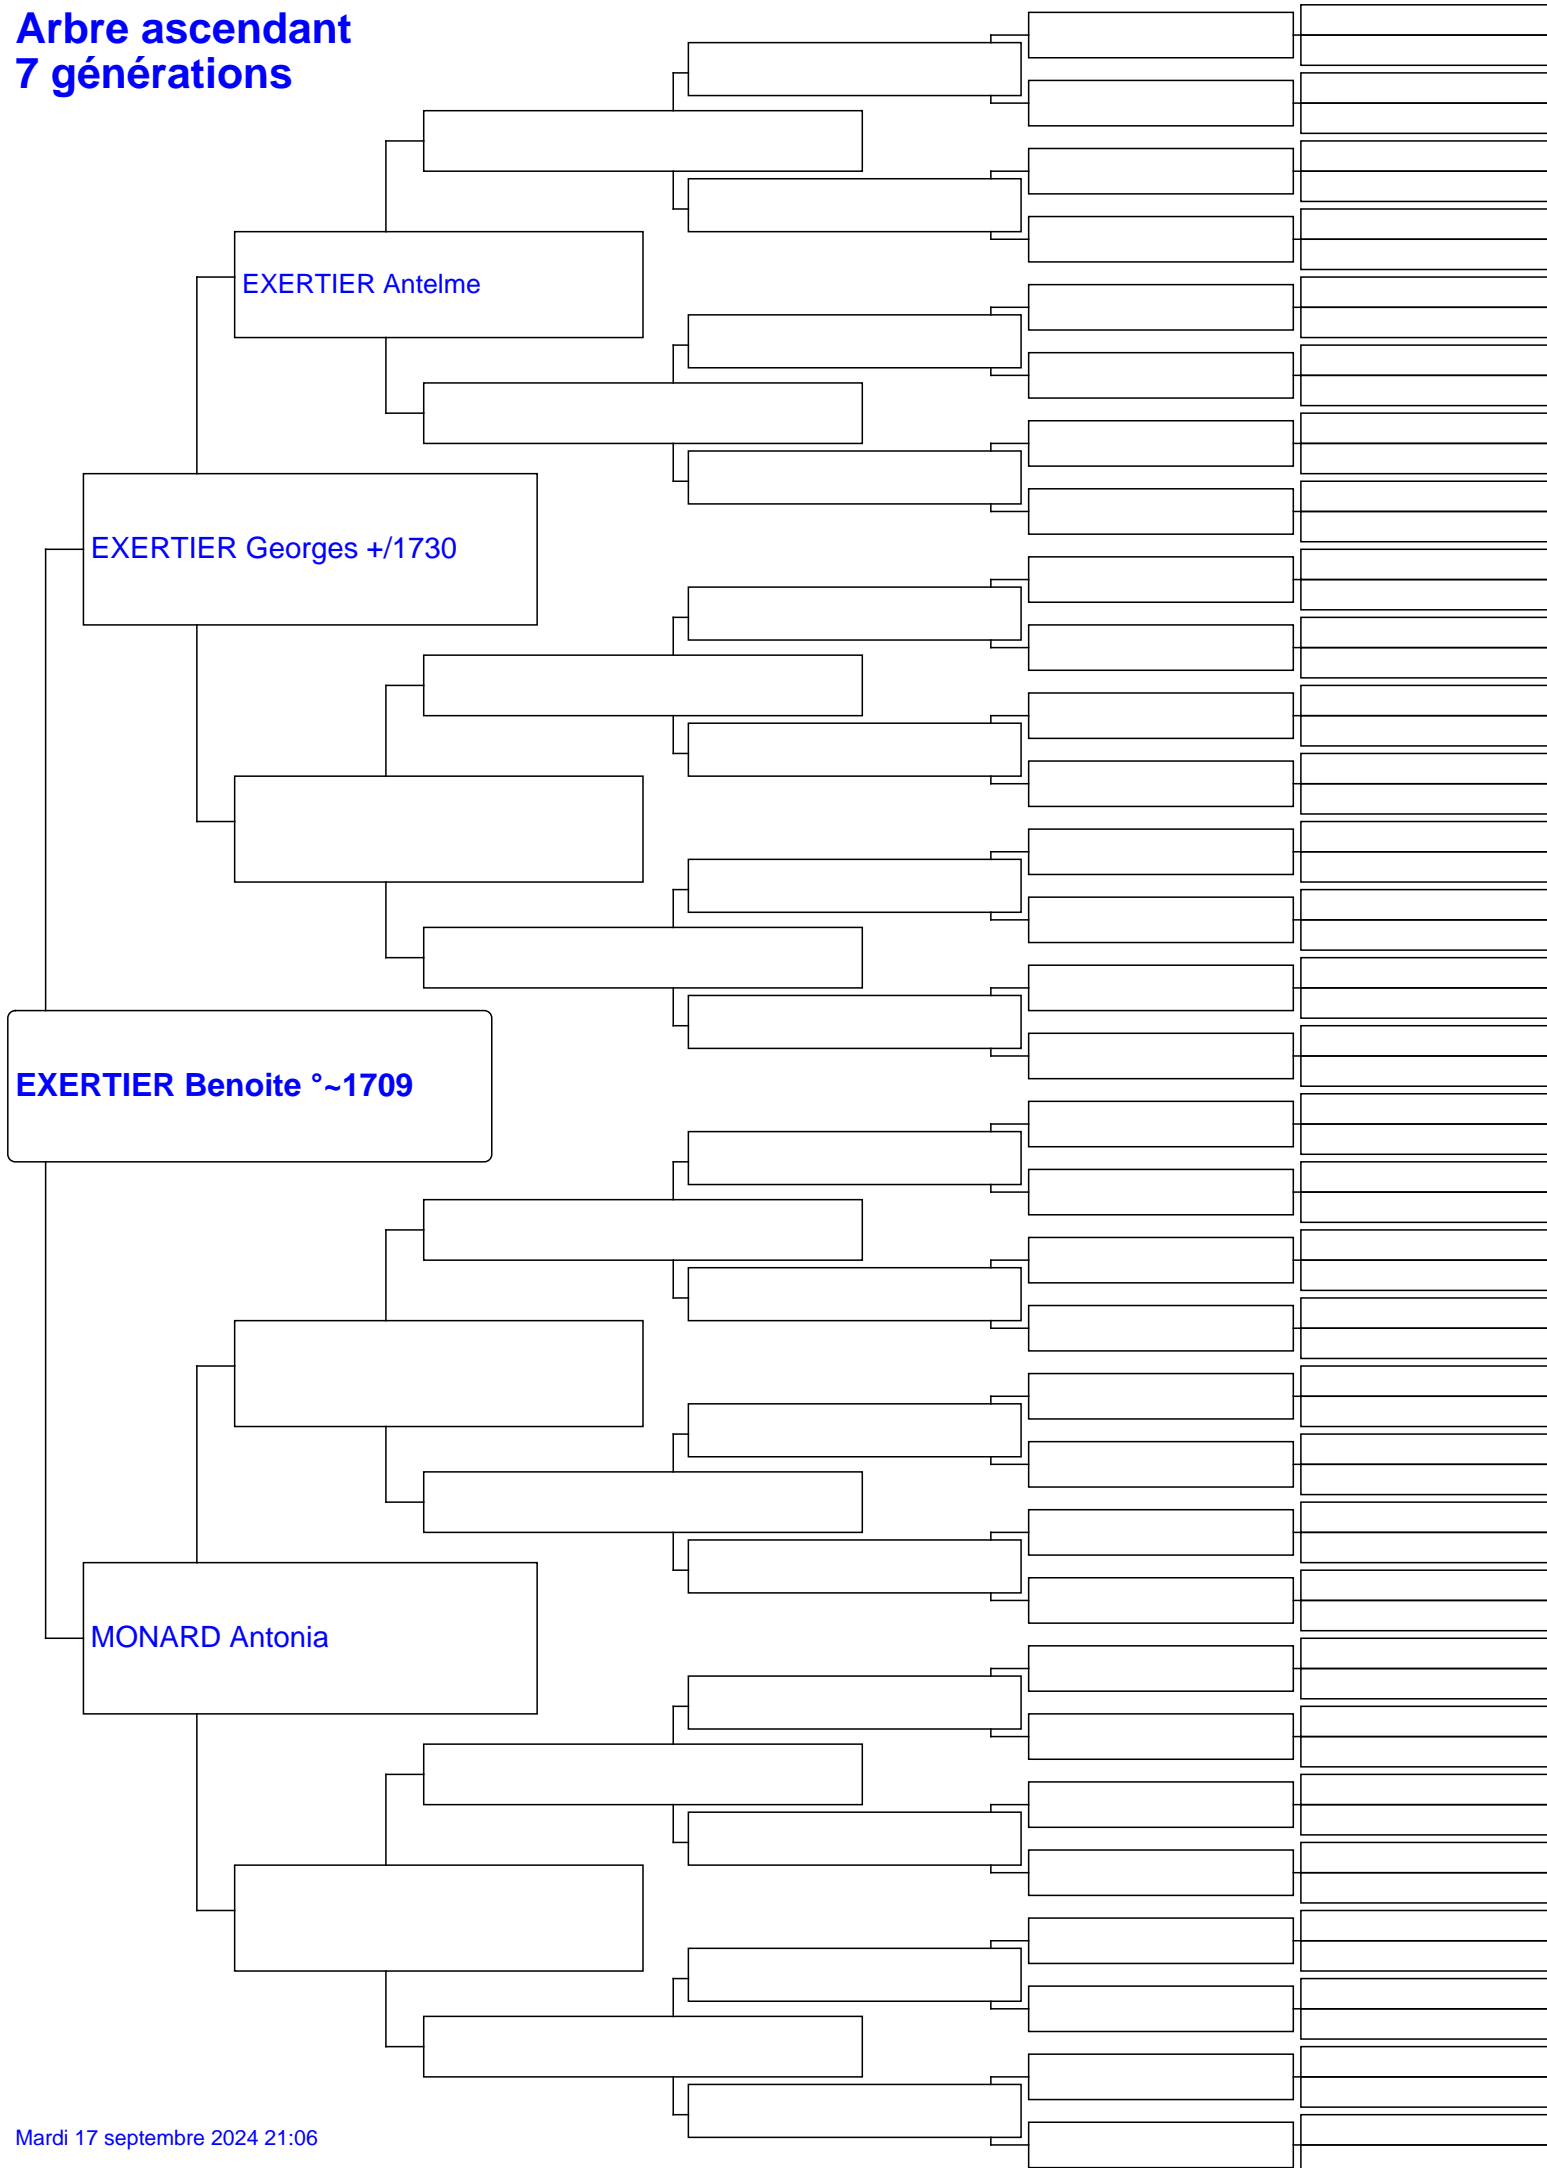 Arbre ascendant
7 générations
EXERTIER Antelme
EXERTIER Georges +/1730
EXERTIER Benoite °~1709
MONARD Antonia
Mardi 17 septembre 2024 21:06